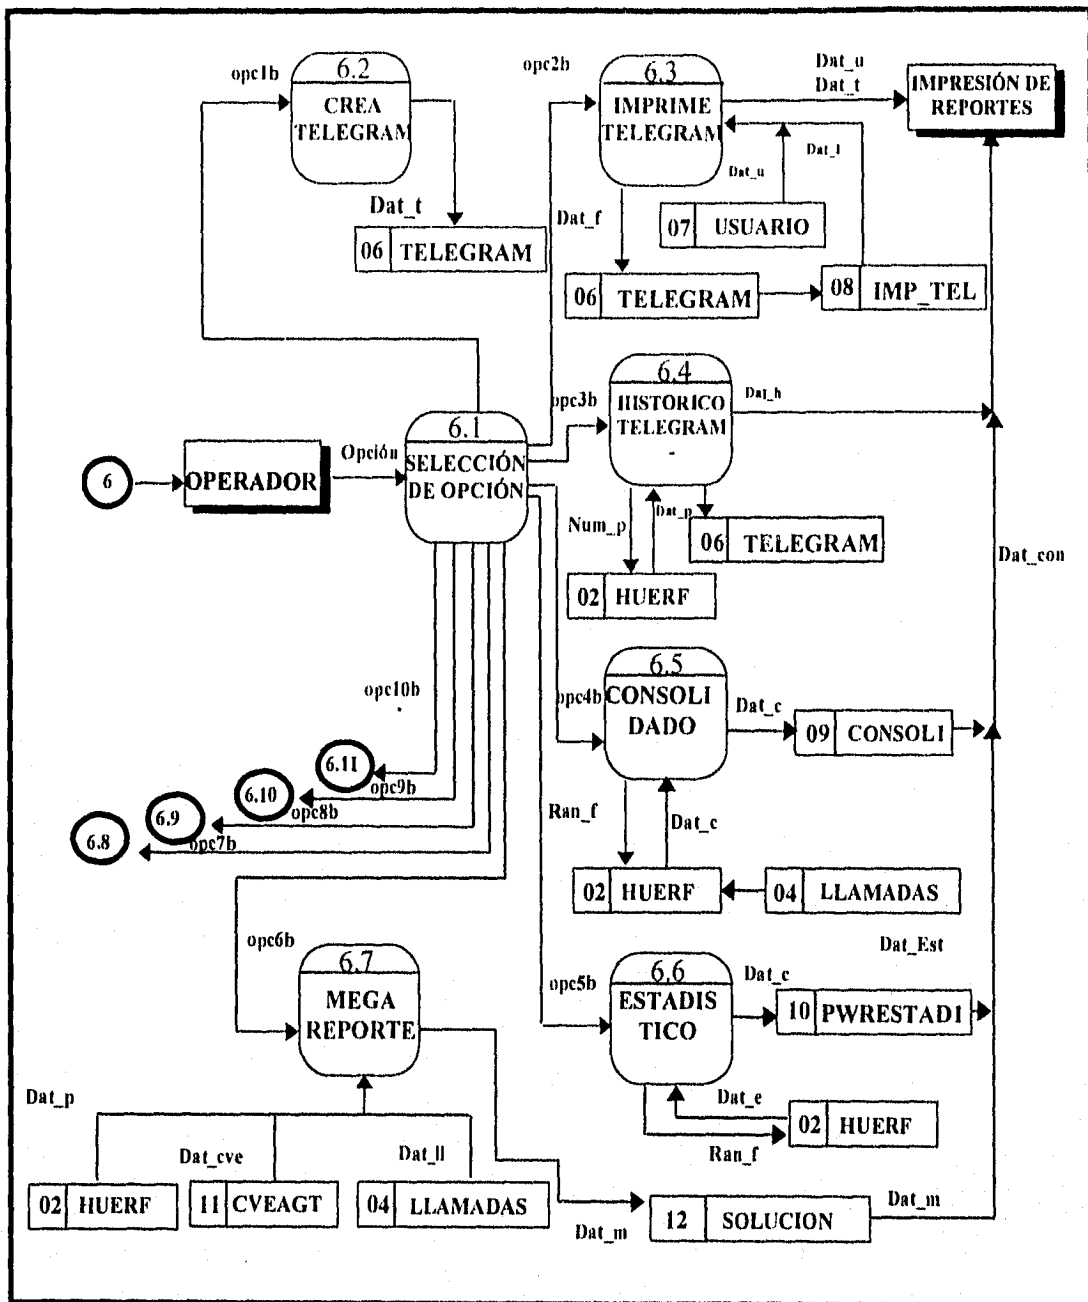 opc1b
6.2
CREA
TELEGRAM
Dat_t
06 TELEGRAM
opc2b
6.3
IMPRIME
TELEGRAM
Dat_u
Dat_t
IMPRESIÓN DE
REPORTES
Dat_f
Dat_u
07 USUARIO
06 TELEGRAM
08 IMP_TEL
opc3b
6.4
HISTÓRICO
TELEGRAM
Dat_h
Num_p
Dat_p
06 TELEGRAM
02 HUERF
6
OPERADOR
Opción
6.1
SELECCIÓN
DE OPCIÓN
Dat_con
opc4b
6.5
CONSOLI
DADO
Dat_c
09 CONSOLI
Ran_f
Dat_c
02 HUERF
04 LLAMADAS
opc10b
6.11
opc9b
6.10
opc8b
6.9
opc7b
6.8
Dat_Est
opc6b
6.7
MEGA
REPORTE
opc5b
6.6
ESTADIS
TICO
Dat_c
10 PWRESTAD1
Dat_e
Ran_f
02 HUERF
Dat_p
Dat_cve
Dat_ll
02 HUERF
11 CVEAGT
04 LLAMADAS
Dat_m
12 SOLUCION
Dat_m